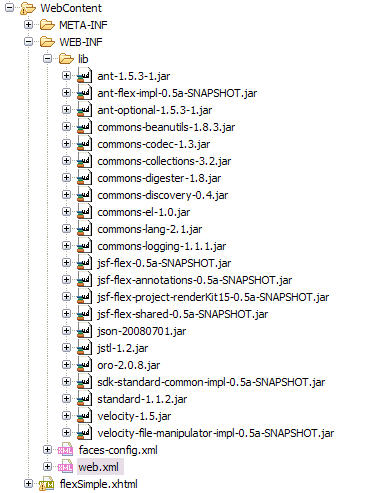 WebContent
META-INF
WEB-INF
lib
ant-1.5.3-1.jar
ant-flex-impl-0.5a-SNAPSHOT.jar
ant-optional-1.5.3-1.jar
commons-beanutils-1.8.3.jar
commons-codec-1.3.jar
commons-collections-3.2.jar
commons-digester-1.8.jar
commons-discovery-0.4.jar
commons-el-1.0.jar
commons-lang-2.1.jar
commons-logging-1.1.1.jar
jsf-flex-0.5a-SNAPSHOT.jar
jsf-flex-annotations-0.5a-SNAPSHOT.jar
jsf-flex-project-renderKit15-0.5a-SNAPSHOT.jar
jsf-flex-shared-0.5a-SNAPSHOT.jar
json-20080701.jar
jstl-1.2.jar
oro-2.0.8.jar
sdk-standard-common-impl-0.5a-SNAPSHOT.jar
standard-1.1.2.jar
velocity-1.5.jar
velocity-file-manipulator-impl-0.5a-SNAPSHOT.jar
faces-config.xml
web.xml
flexSimple.xhtml